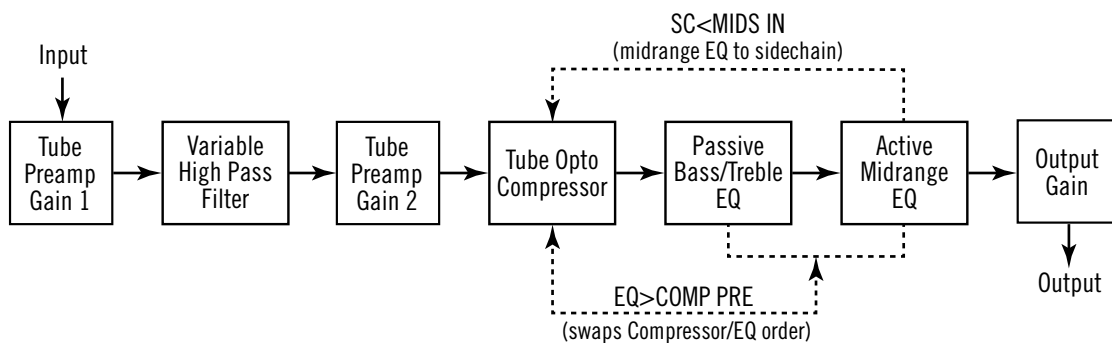 SC<MIDS IN
(midrange EQ to sidechain)
Input
Tube
Preamp
Gain 1
Variable
High Pass
Filter
Tube
Preamp
Gain 2
Tube Opto
Compressor
Passive
Bass/Treble
EQ
Active
Midrange
EQ
Output
Gain
Output
EQ>COMP PRE
(swaps Compressor/EQ order)